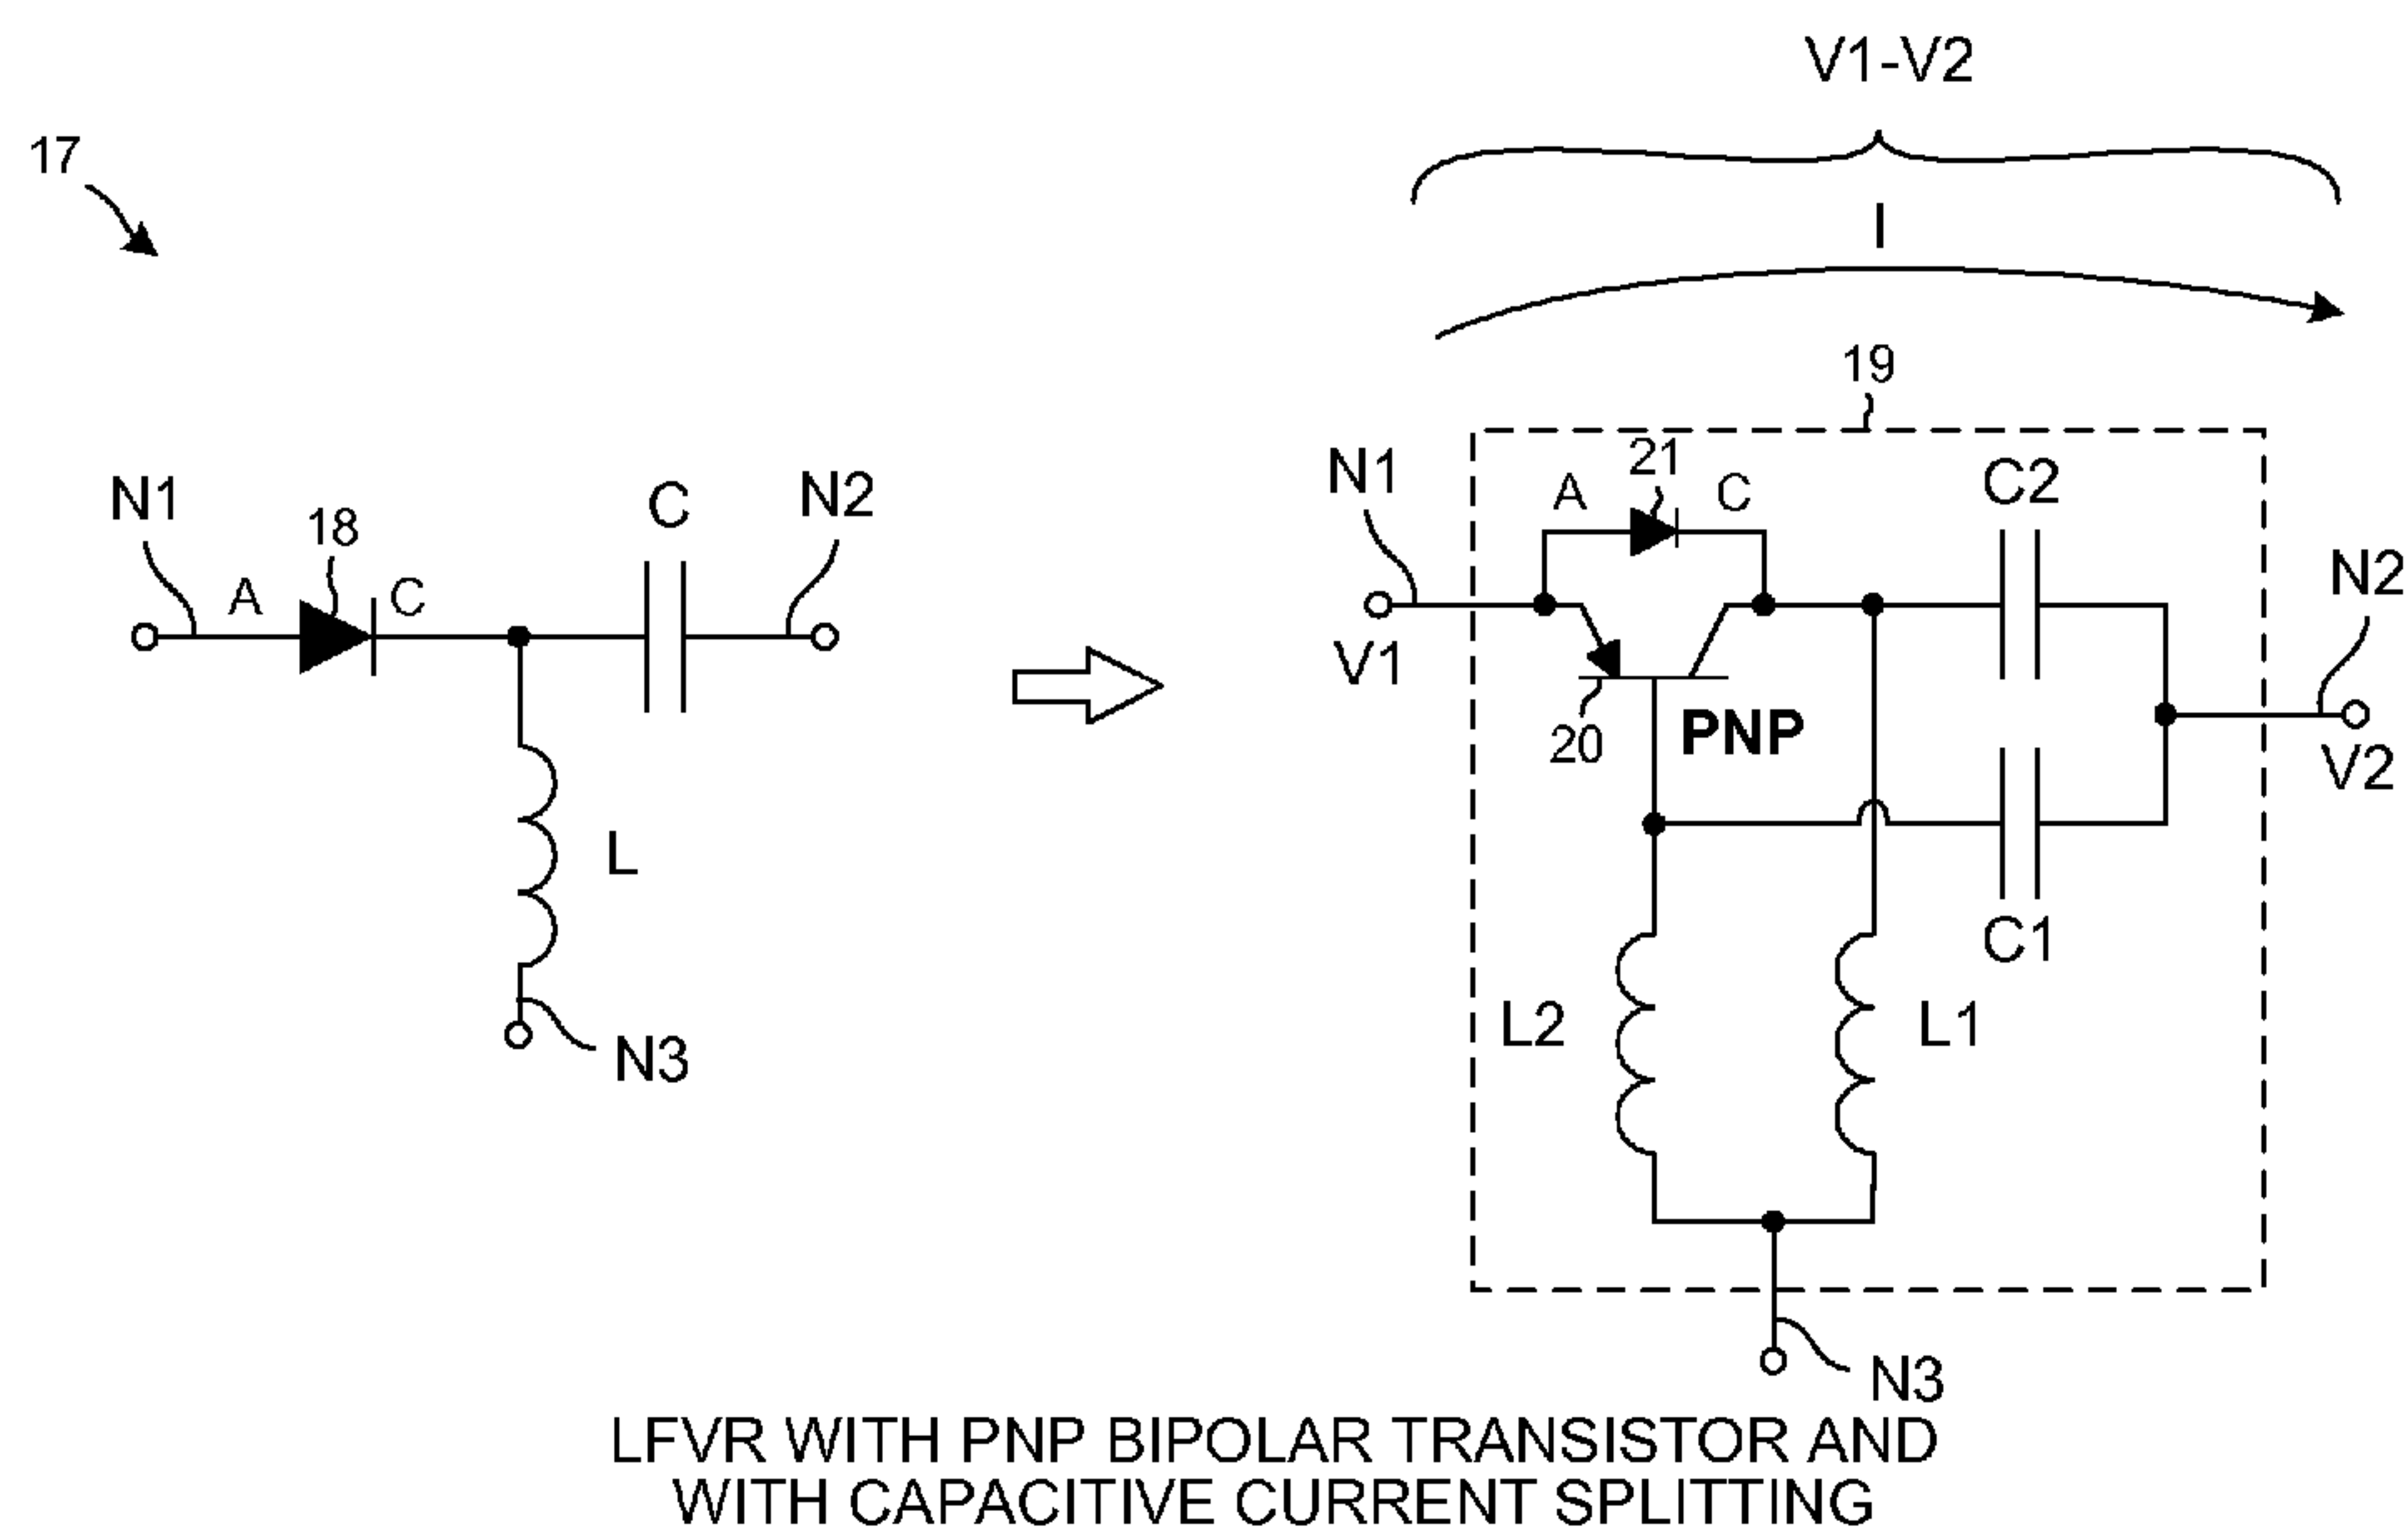 17
N1
18
A
C
C
N2
L
N3
V1-V2
I
19
N1
V1
A
21
C
C2
20
PNP
N2
V2
C1
L2
L1
N3
LFVR WITH PNP BIPOLAR TRANSISTOR AND
WITH CAPACITIVE CURRENT SPLITTING